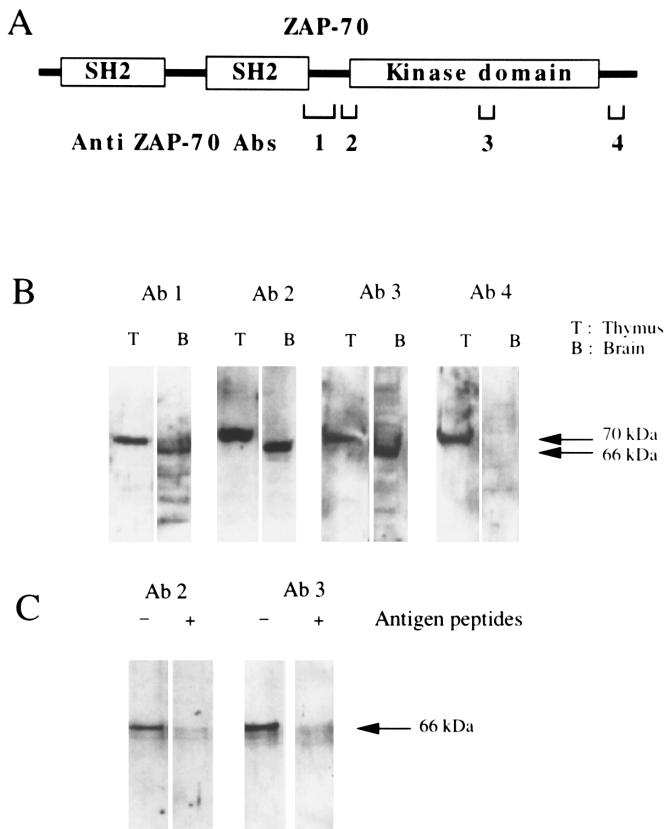 A
ZAP-70
SH2 SH2 Kinase domain
Anti ZAP-70 Abs 1 2 3 4
B
Ab 1 Ab 2 Ab 3 Ab 4
T B T B T B T B
T : Thymus
B : Brain
70 kDa
66 kDa
C
Ab 2 Ab 3
– + – + Antigen peptides
66 kDa